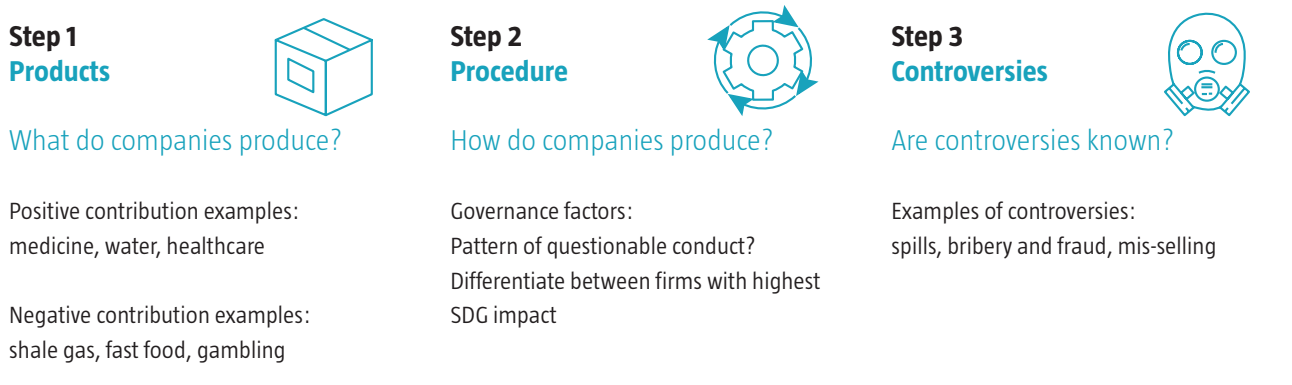 Step 1
Products
What do companies produce?
Positive contribution examples:
medicine, water, healthcare
Negative contribution examples:
shale gas, fast food, gambling
Step 2
Procedure
How do companies produce?
Governance factors:
Pattern of questionable conduct?
Differentiate between firms with highest
SDG impact
Step 3
Controversies
Are controversies known?
Examples of controversies:
spills, bribery and fraud, mis-selling